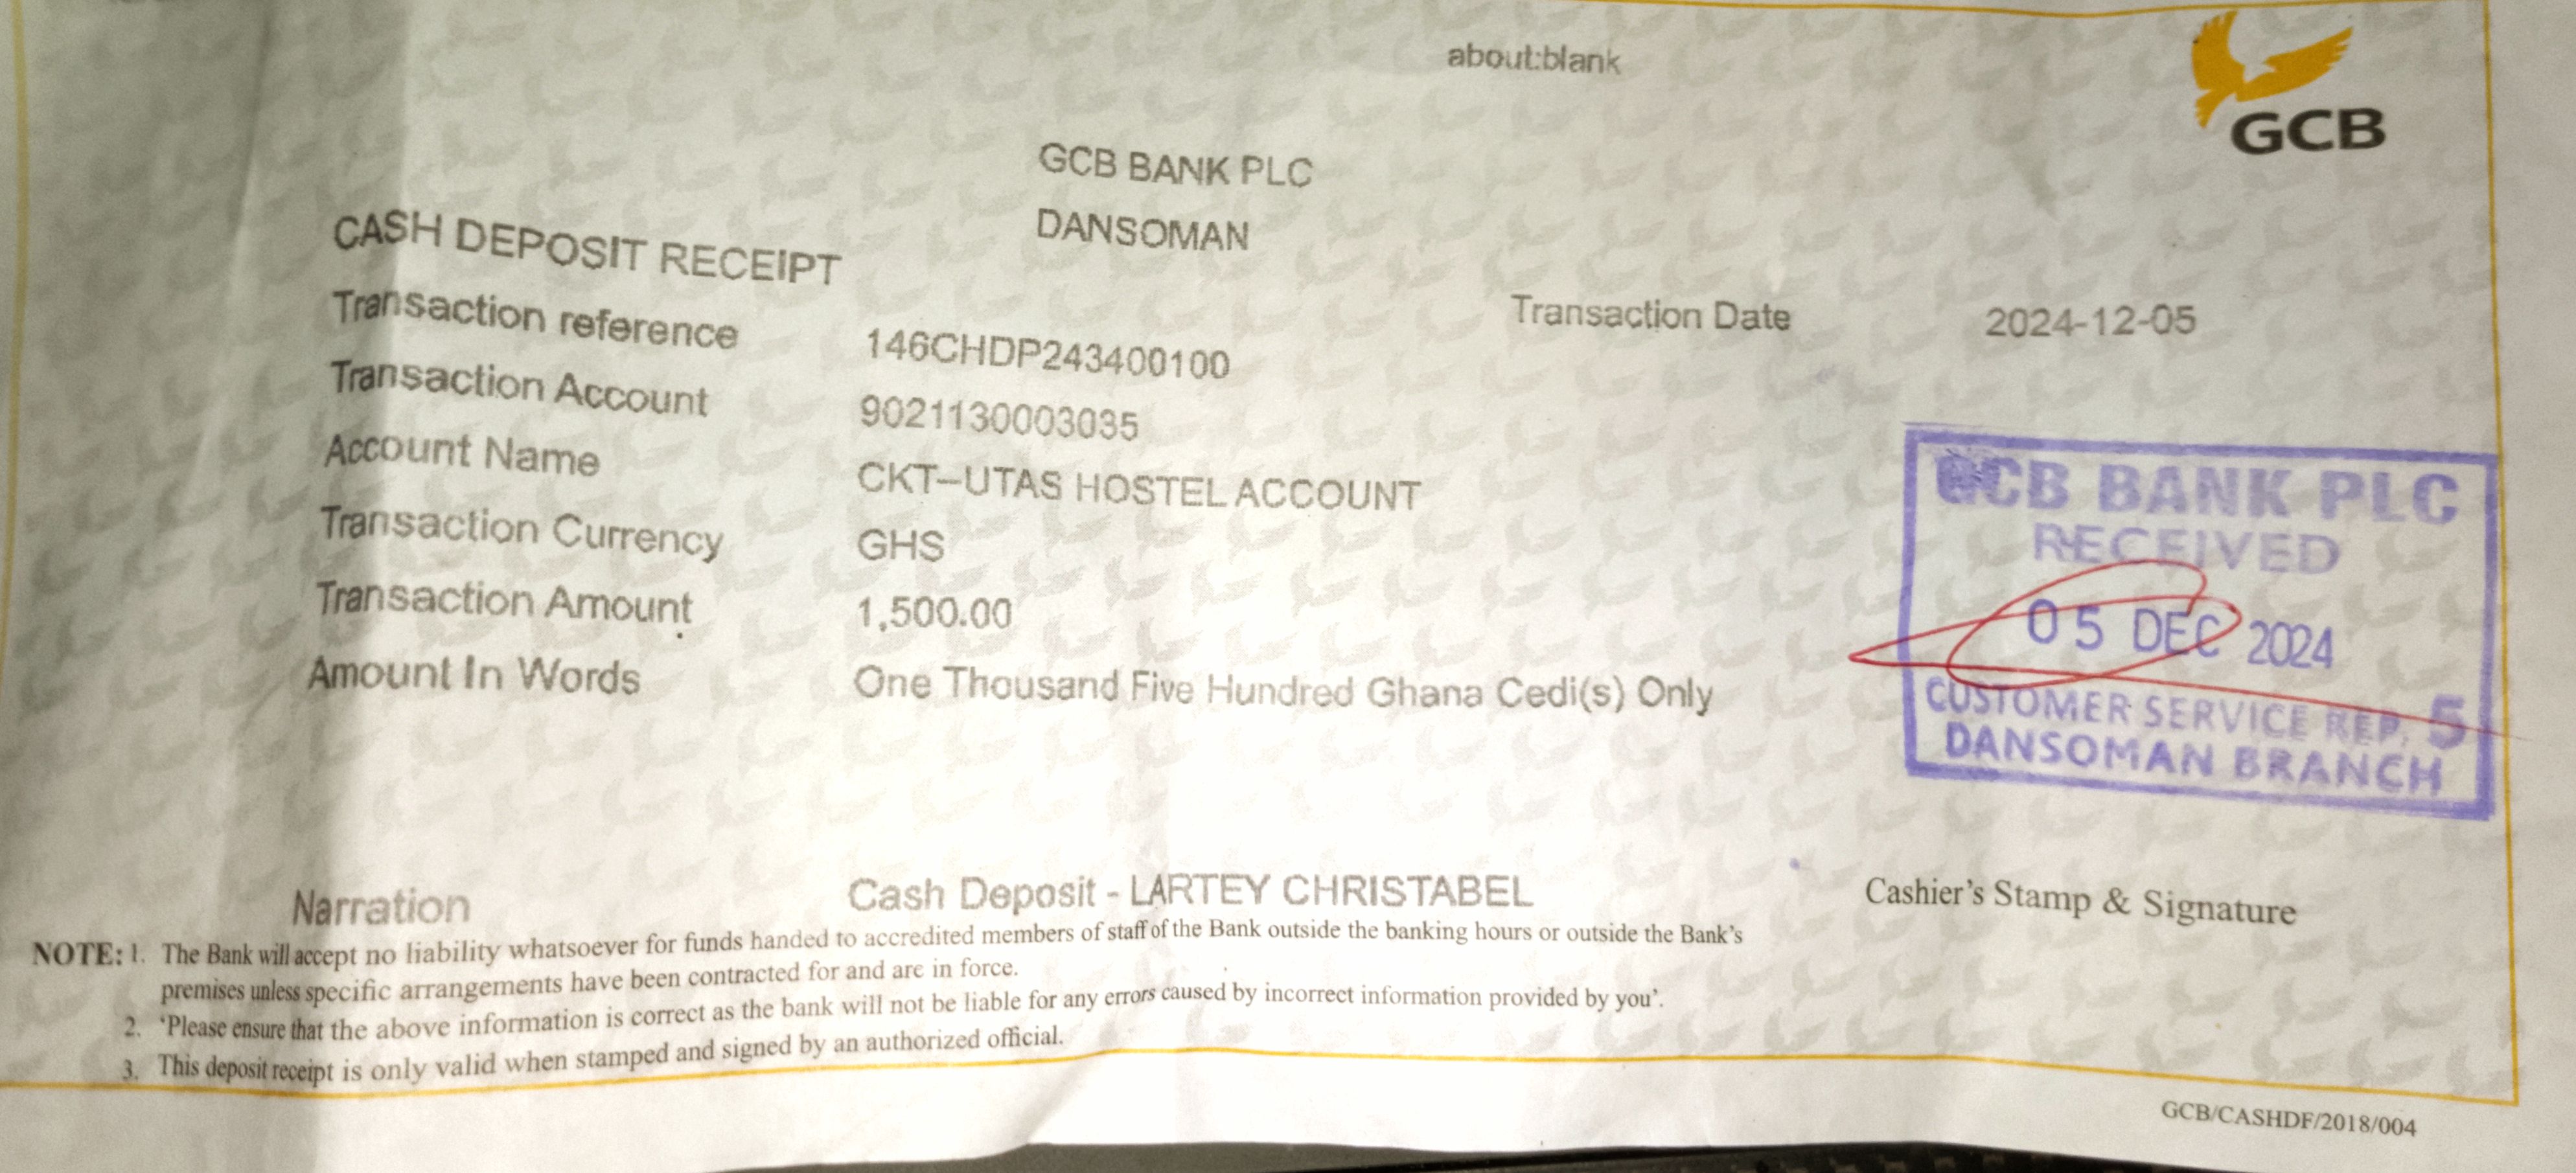 about:blank
GCB
GCB BANK PLC
DANSOMAN
CASH DEPOSIT RECEIPT
Transaction reference 146CHDP243400100 Transaction Date 2024-12-05
Transaction Account 9021130003035
Account Name CKT-UTAS HOSTEL ACCOUNT
Transaction Currency GHS
Transaction Amount 1,500.00
Amount In Words One Thousand Five Hundred Ghana Cedi(s) Only
GCB BANK PLC
RECEIVED
05 DEC 2024
CUSTOMER SERVICE REP. 5
DANSOMAN BRANCH
Narration Cash Deposit - LARTEY CHRISTABEL
Cashier's Stamp & Signature
NOTE: 1. The Bank will accept no liability whatsoever for funds handed to accredited members of staff of the Bank outside the banking hours or outside the Bank's
premises unless specific arrangements have been contracted for and are in force.
2. 'Please ensure that the above information is correct as the bank will not be liable for any errors caused by incorrect information provided by you'.
3. This deposit receipt is only valid when stamped and signed by an authorized official.
GCB/CASHDF/2018/004